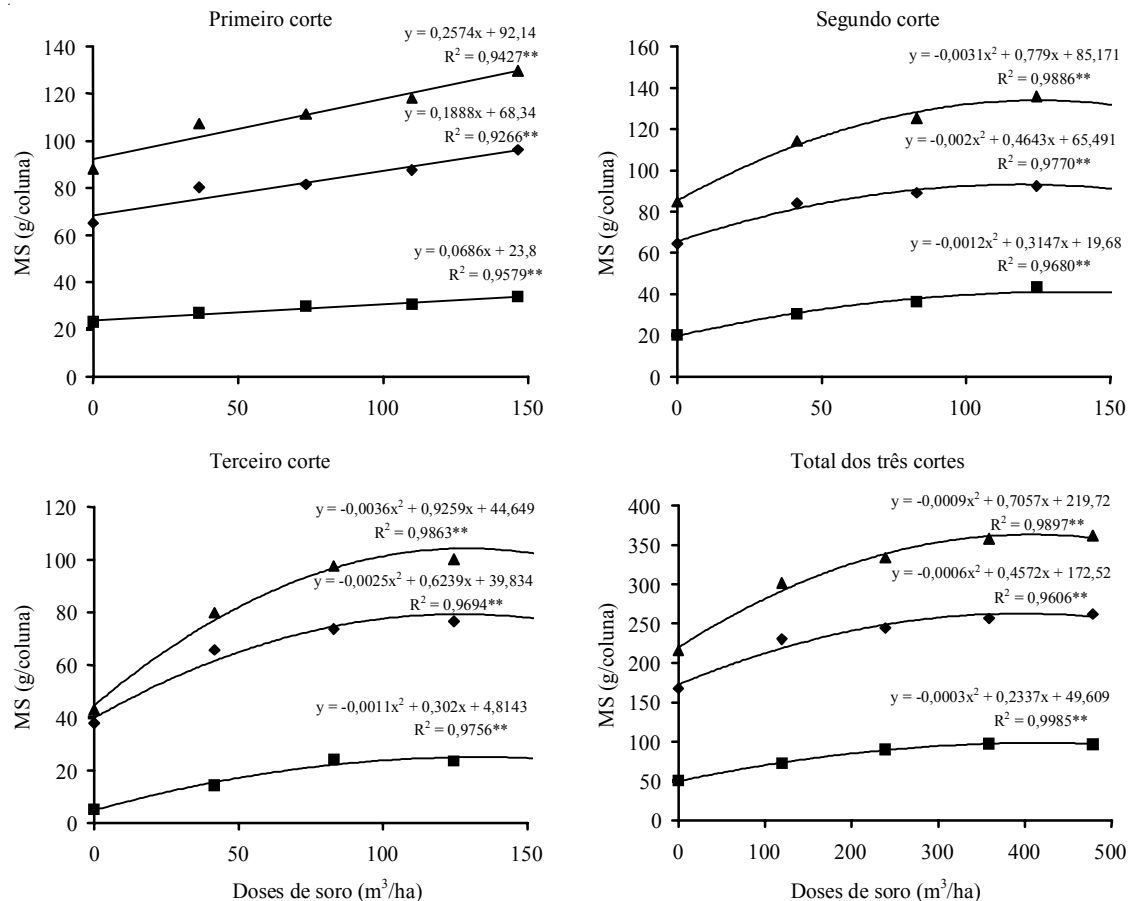 Primeiro corte
y = 0,2574x + 92,14
R² = 0,9427**
y = 0,1888x + 68,34
R² = 0,9266**
y = 0,0686x + 23,8
R² = 0,9579**
MS (g/coluna)
140
120
100
80
60
40
20
0
0 50 100 150
Segundo corte
y = -0,0031x² + 0,779x + 85,171
R² = 0,9886**
y = -0,002x² + 0,4643x + 65,491
R² = 0,9770**
y = -0,0012x² + 0,3147x + 19,68
R² = 0,9680**
MS (g/coluna)
160
140
120
100
80
60
40
20
0
0 50 100 150
Terceiro corte
y = -0,0036x² + 0,9259x + 44,649
R² = 0,9863**
y = -0,0025x² + 0,6239x + 39,834
R² = 0,9694**
y = -0,0011x² + 0,302x + 4,8143
R² = 0,9756**
MS (g/coluna)
120
100
80
60
40
20
0
0 50 100 150
Doses de soro (m³/ha)
Total dos três cortes
y = -0,0009x² + 0,7057x + 219,72
R² = 0,9897**
y = -0,0006x² + 0,4572x + 172,52
R² = 0,9606**
y = -0,0003x² + 0,2337x + 49,609
R² = 0,9985**
MS (g/coluna)
400
350
300
250
200
150
100
50
0
0 100 200 300 400 500
Doses de soro (m³/ha)